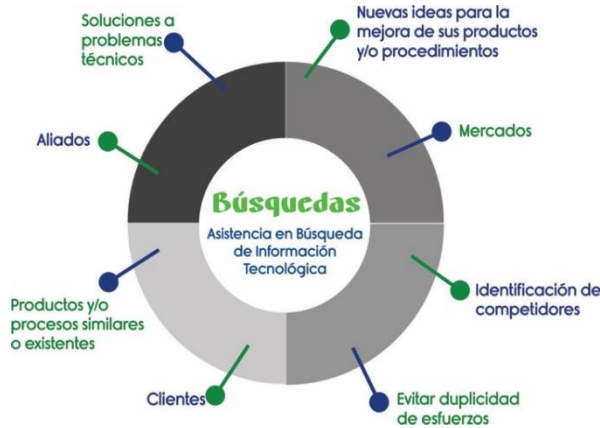 Soluciones a
problemas
técnicos
Nuevas ideas para la
mejora de sus productos
y/o procedimientos
Aliados
Mercados
Búsquedas
Asistencia en Búsqueda
de Información
Tecnológica
Productos y/o
procesos similares
o existentes
Identificación de
competidores
Clientes
Evitar duplicidad
de esfuerzos